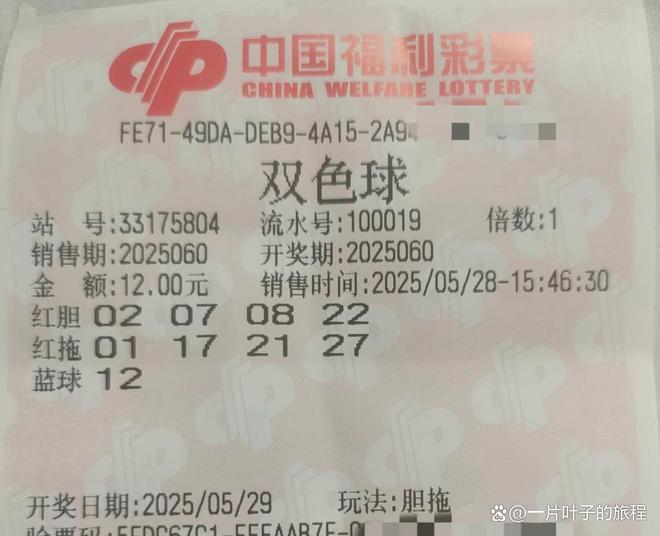 中国福利彩票
CHINA WELFARE LOTTERY
FE71-49DA-DEB9-4A15-2A94
双色球
站 号:33175804 流水号:100019 倍数:1
销售期:2025060 开奖期:2025060
金 额:12.00元 销售时间:2025/05/28-15:46:30
红胆 02 07 08 22
红拖 01 17 21 27
蓝球 12
开奖日期:2025/05/29 玩法:胆拖
验票码:
@一片叶子的旅程